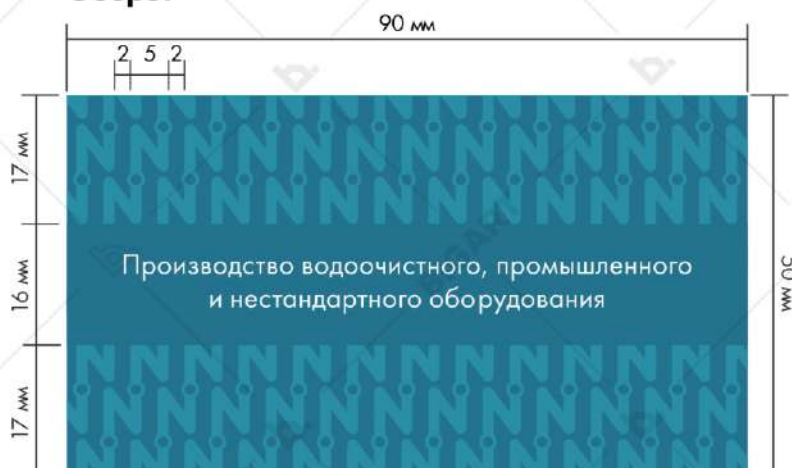 90 мм
2 5 2
17 мм
16 мм
17 мм
50 мм
Производство водоочистного, промышленного
и нестандартного оборудования